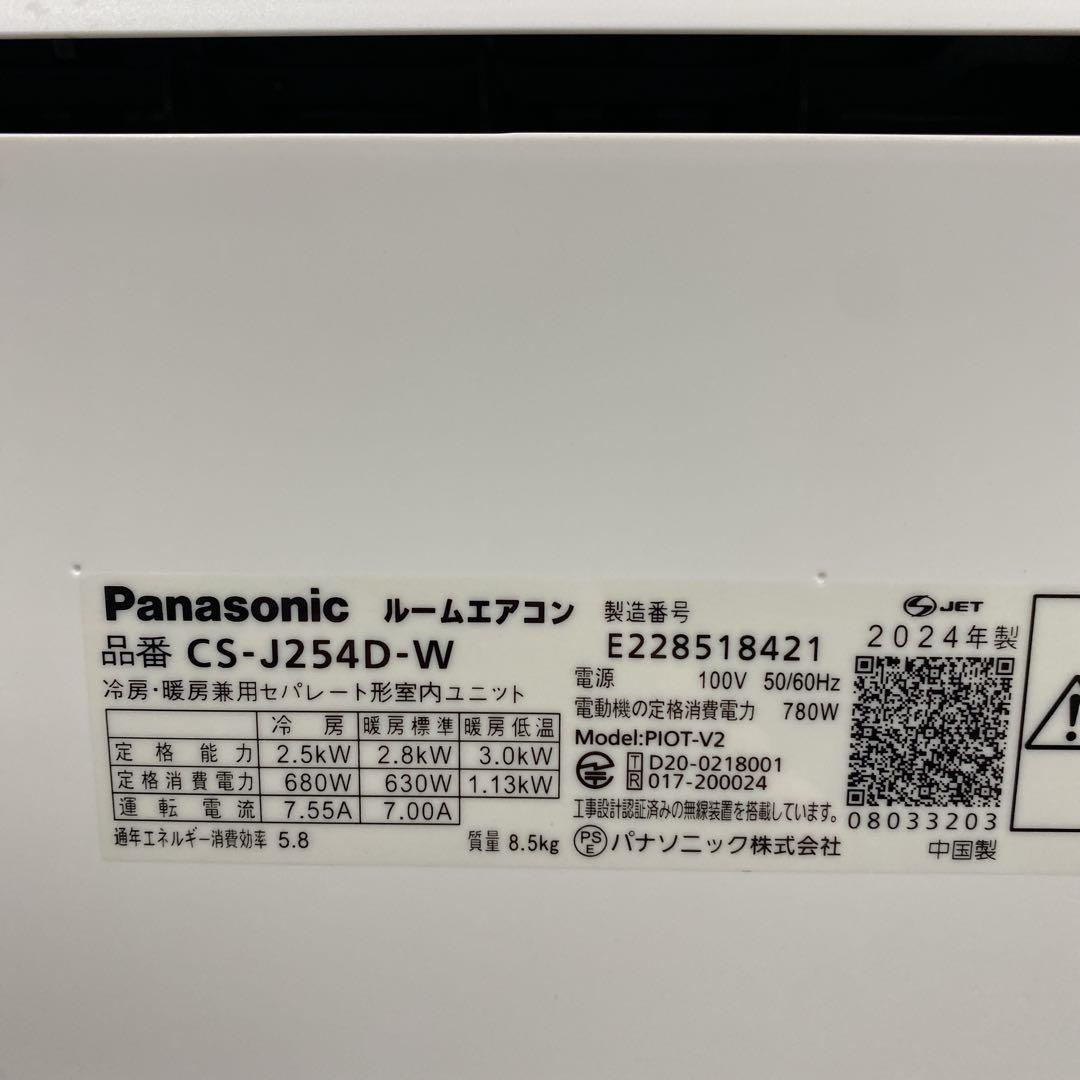 Panasonic ルームエアコン
品番 CS-J254D-W
冷房・暖房兼用セパレート形室内ユニット
冷房 暖房標準 暖房低温
定格能力 2.5kW 2.8kW 3.0kW
定格消費電力 680W 630W 1.13kW
運転電流 7.55A 7.00A
通年エネルギー消費効率 5.8 質量 8.5kg
製造番号
E228518421
電源 100V 50/60Hz
電動機の定格消費電力 780W
Model:PIOT-V2
T D20-0218001
R 017-200024
工事設計認証済みの無線装置を搭載しています。
PSE パナソニック株式会社
JET
2024年製
08033203
中国製